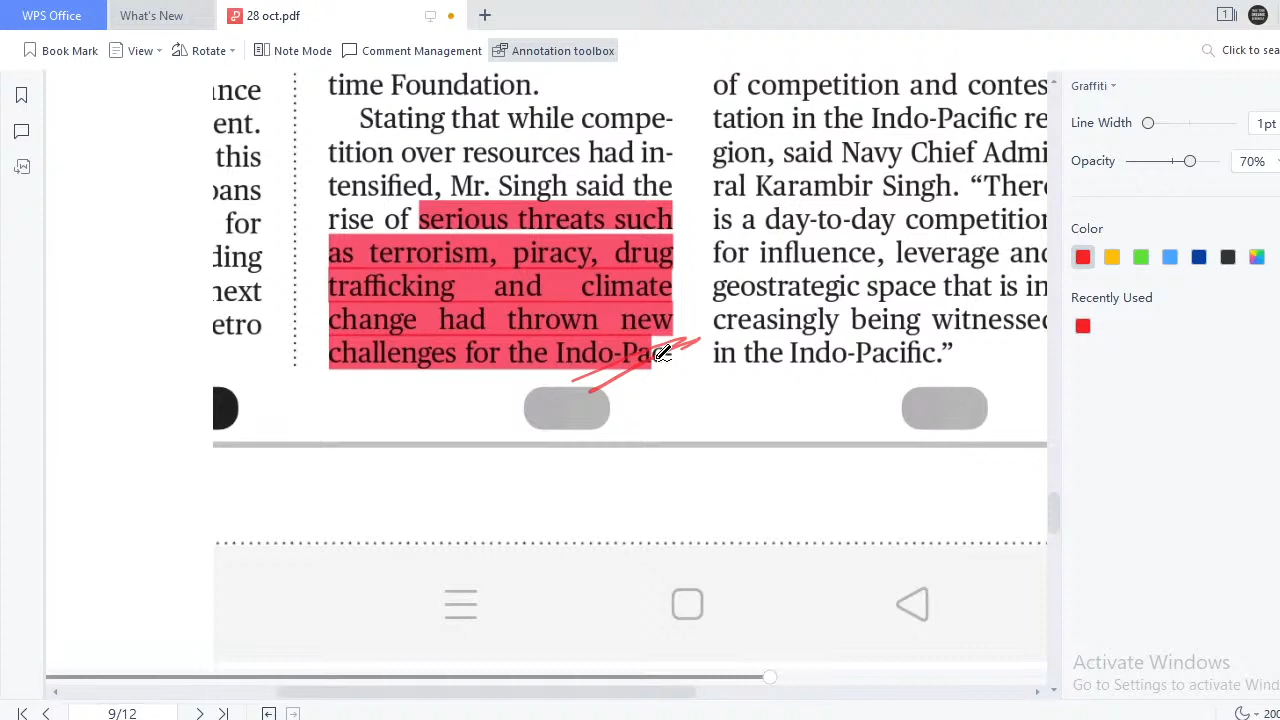 WPS Office What's New 28 oct.pdf 1
Book Mark View Rotate Note Mode Comment Management Annotation toolbox Click to sea
ance
ent.
this
oans
for
ding
next
etro
time Foundation.
Stating that while compe-
tition over resources had in-
tensified, Mr. Singh said the
rise of serious threats such
as terrorism, piracy, drug
trafficking and climate
change had thrown new
challenges for the Indo-Pac
of competition and contes
tation in the Indo-Pacific re
gion, said Navy Chief Admi
ral Karambir Singh. “There
is a day-to-day competition
for influence, leverage and
geostrategic space that is in
creasingly being witnessed
in the Indo-Pacific.”
Graffiti
Line Width 1pt
Opacity 70%
Color
Recently Used
Activate Windows
Go to Settings to activate Wind
9/12 200